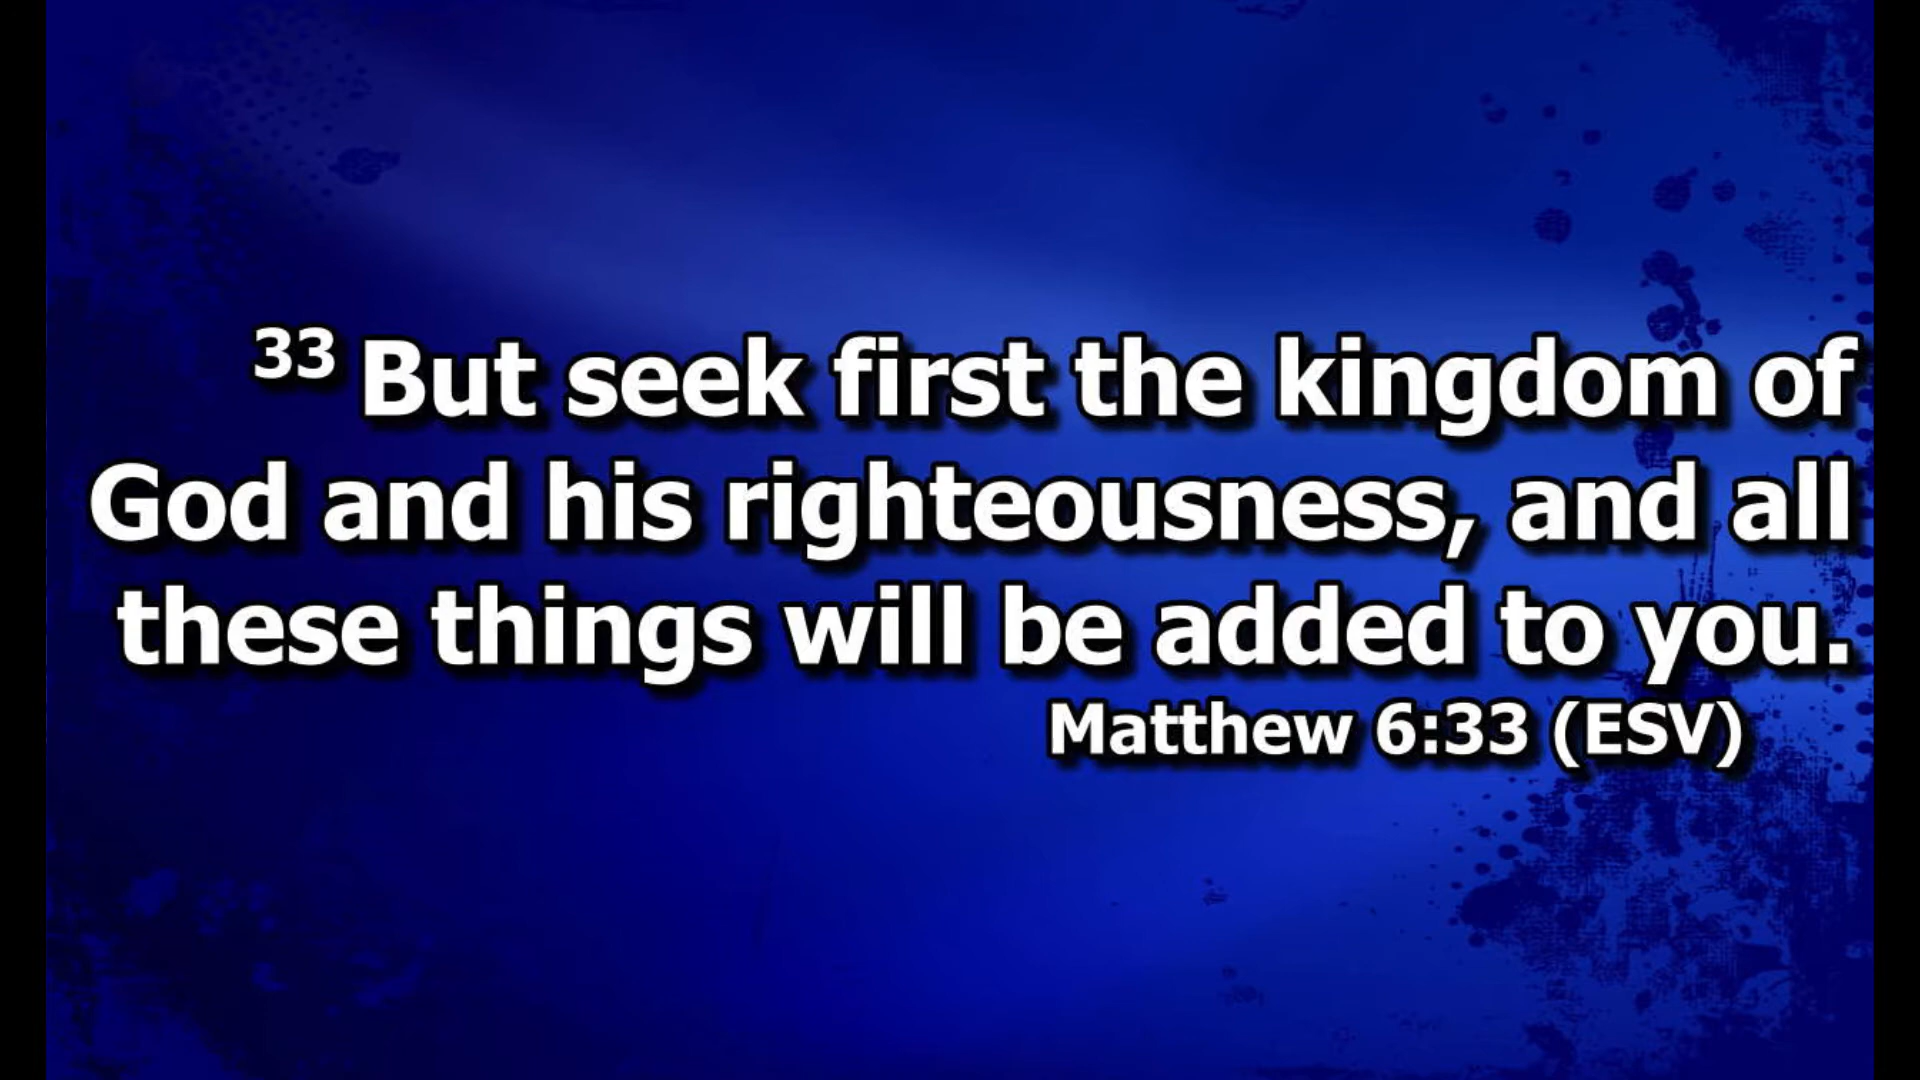 33 But seek first the kingdom of
God and his righteousness, and all
these things will be added to you.
Matthew 6:33 (ESV)